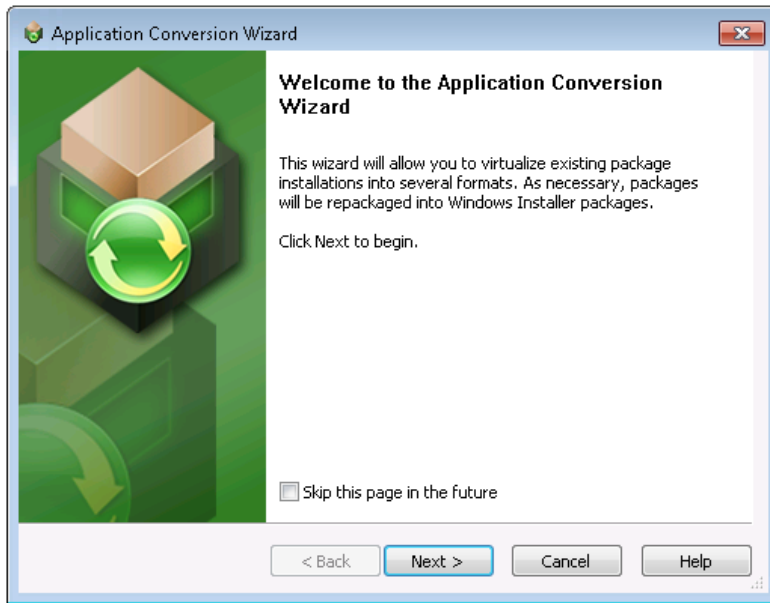 Application Conversion Wizard
Welcome to the Application Conversion
Wizard
This wizard will allow you to virtualize existing package
installations into several formats. As necessary, packages
will be repackaged into Windows Installer packages.
Click Next to begin.
Skip this page in the future
< Back
Next >
Cancel
Help